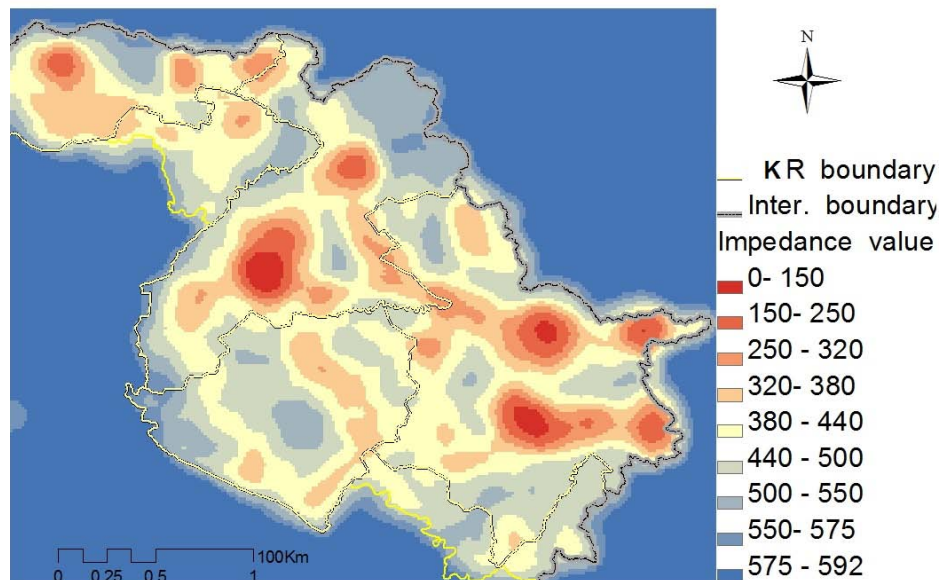 N
KR boundary
Inter. boundary
Impedance value
0- 150
150- 250
250 - 320
320- 380
380 - 440
440 - 500
500 - 550
550- 575
575 - 592
100Km
0 0.25 0.5 1